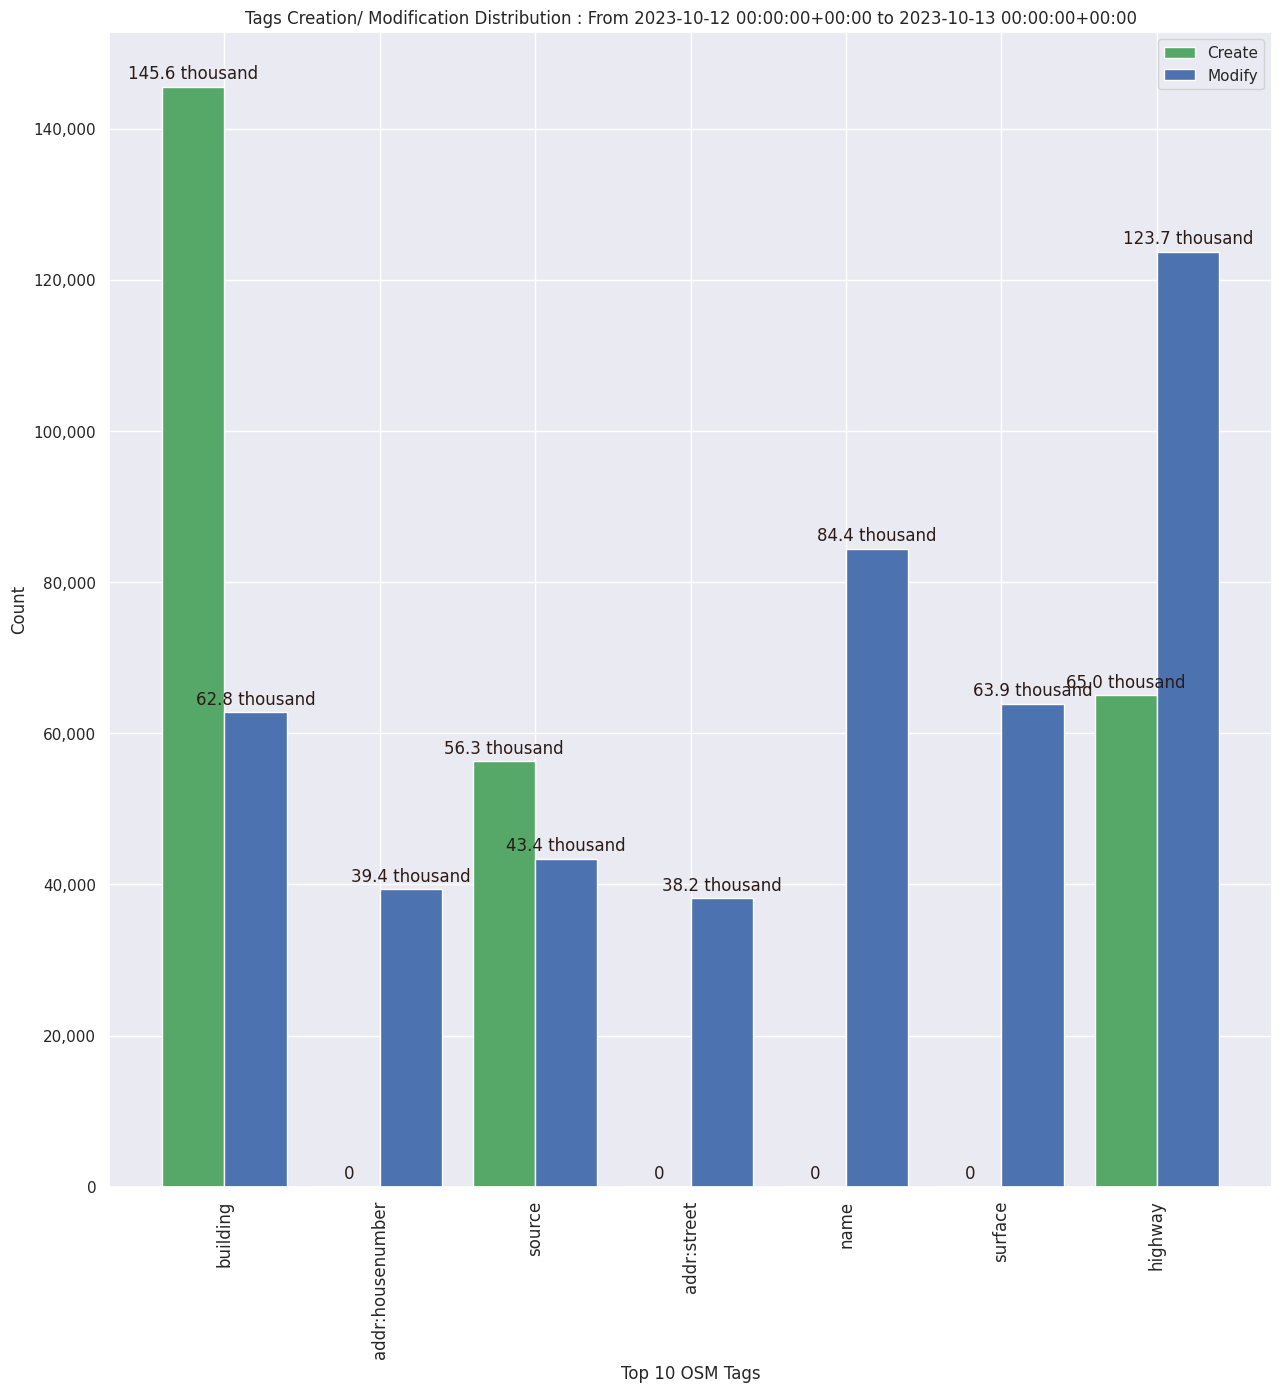 Tags Creation/ Modification Distribution : From 2023-10-12 00:00:00+00:00 to 2023-10-13 00:00:00+00:00
Create
Modify
145.6 thousand
140,000
123.7 thousand
120,000
100,000
84.4 thousand
80,000
65.0 thousand
63.9 thousand
62.8 thousand
60,000
56.3 thousand
43.4 thousand
40,000
39.4 thousand
38.2 thousand
20,000
0
0
0
0
0
Count
building
addr:housenumber
source
addr:street
name
surface
highway
Top 10 OSM Tags